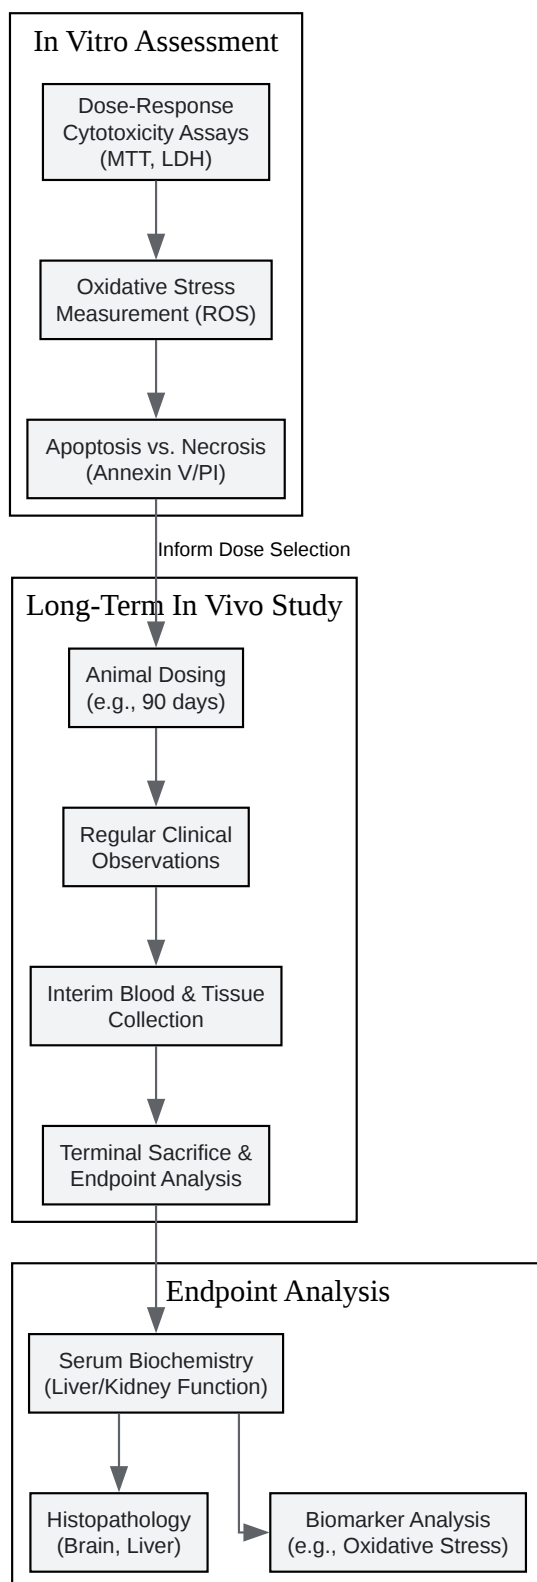 In Vitro Assessment
Dose-Response
Cytotoxicity Assays
(MTT, LDH)
Oxidative Stress
Measurement (ROS)
Apoptosis vs. Necrosis
(Annexin V/PI)
Inform Dose Selection
Long-Term In Vivo Study
Animal Dosing
(e.g., 90 days)
Regular Clinical
Observations
Interim Blood & Tissue
Collection
Terminal Sacrifice &
Endpoint Analysis
Endpoint Analysis
Serum Biochemistry
(Liver/Kidney Function)
Histopathology
(Brain, Liver)
Biomarker Analysis
(e.g., Oxidative Stress)